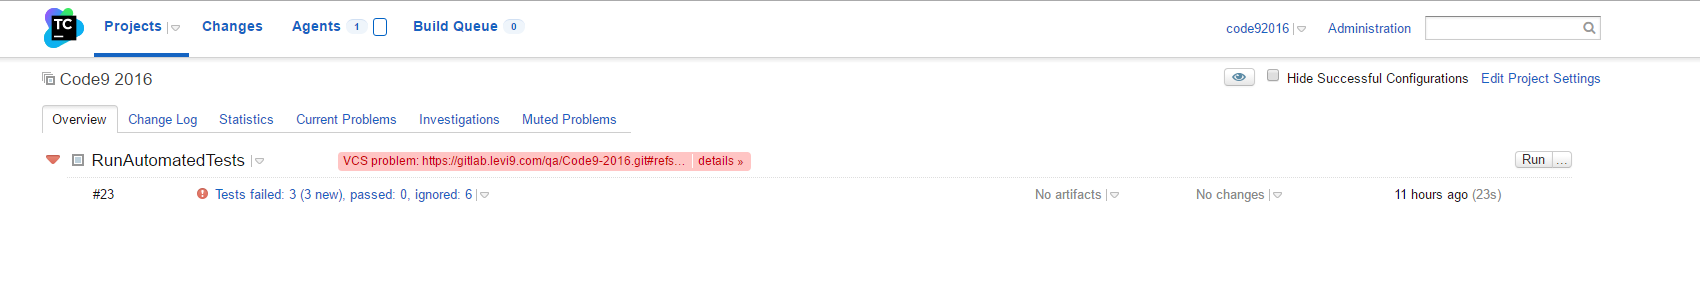 TC Projects Changes Agents 1 Build Queue 0 code92016 Administration
Code9 2016 Hide Successful Configurations Edit Project Settings
Overview Change Log Statistics Current Problems Investigations Muted Problems
RunAutomatedTests VCS problem: https://gitlab.levi9.com/qa/Code9-2016.git#refs... details » Run ...
#23 Tests failed: 3 (3 new), passed: 0, ignored: 6 No artifacts No changes 11 hours ago (23s)